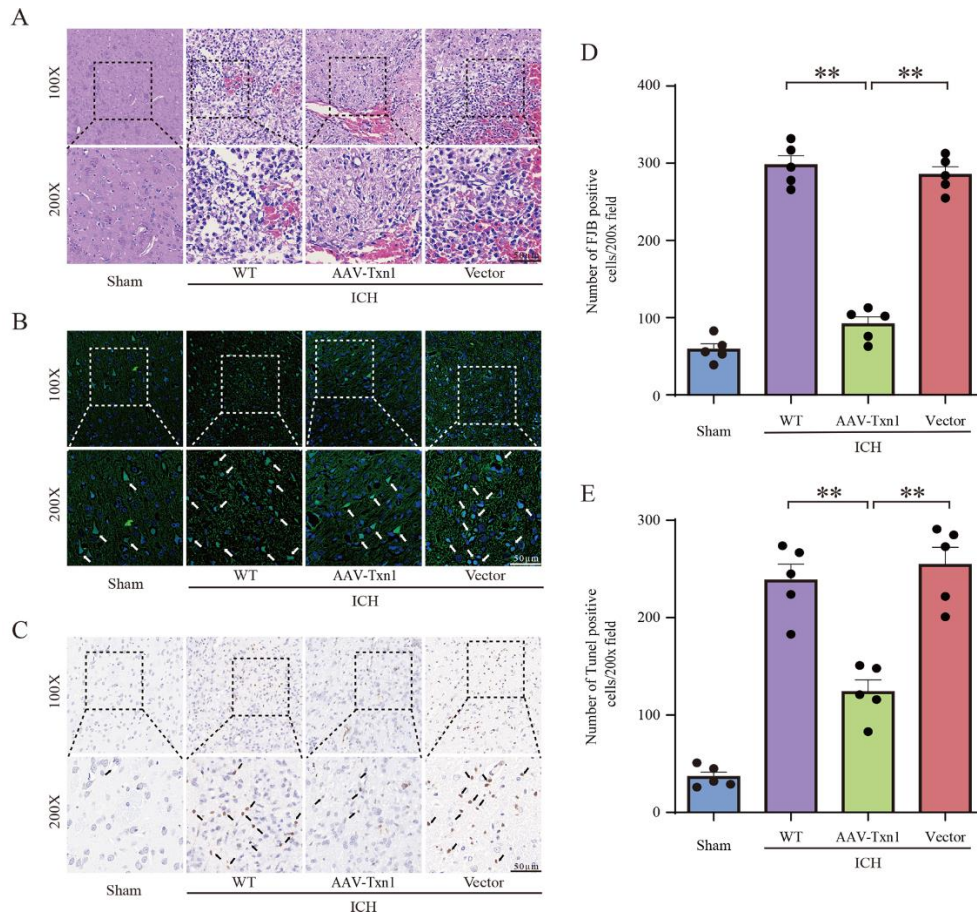 A
100X
200X
50μm
Sham
WT
AAV-Txn1
Vector
ICH
B
100X
200X
50μm
Sham
WT
AAV-Txn1
Vector
ICH
C
100X
200X
50μm
Sham
WT
AAV-Txn1
Vector
ICH
D
Number of FJB positive
cells/200x field
400
300
200
100
0
**
**
Sham
WT
AAV-Txn1
Vector
ICH
E
Number of Tunel positive
cells/200x field
300
200
100
0
**
**
Sham
WT
AAV-Txn1
Vector
ICH